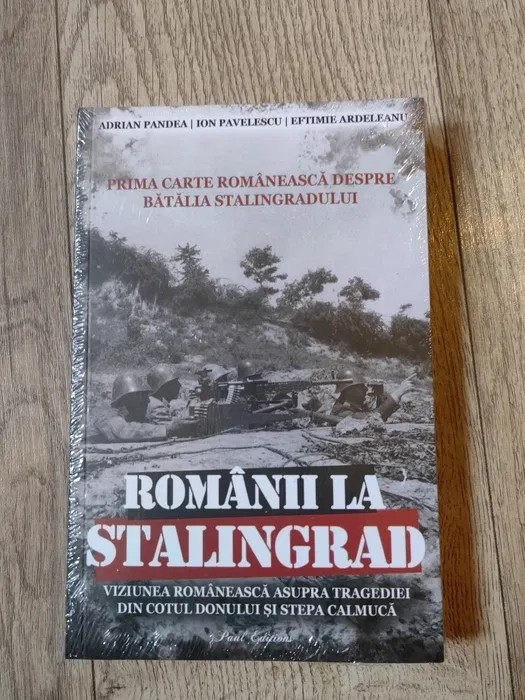 ADRIAN PANDEA | ION PAVELESCU | EFTIMIE ARDELEANU
PRIMA CARTE ROMÂNEASCĂ DESPRE
BĂTĂLIA STALINGRADULUI
ROMÂNII LA
STALINGRAD
VIZIUNEA ROMÂNEASCĂ ASUPRA TRAGEDIEI
DIN COTUL DONULUI ȘI STEPA CALMUCĂ
Paul Editions